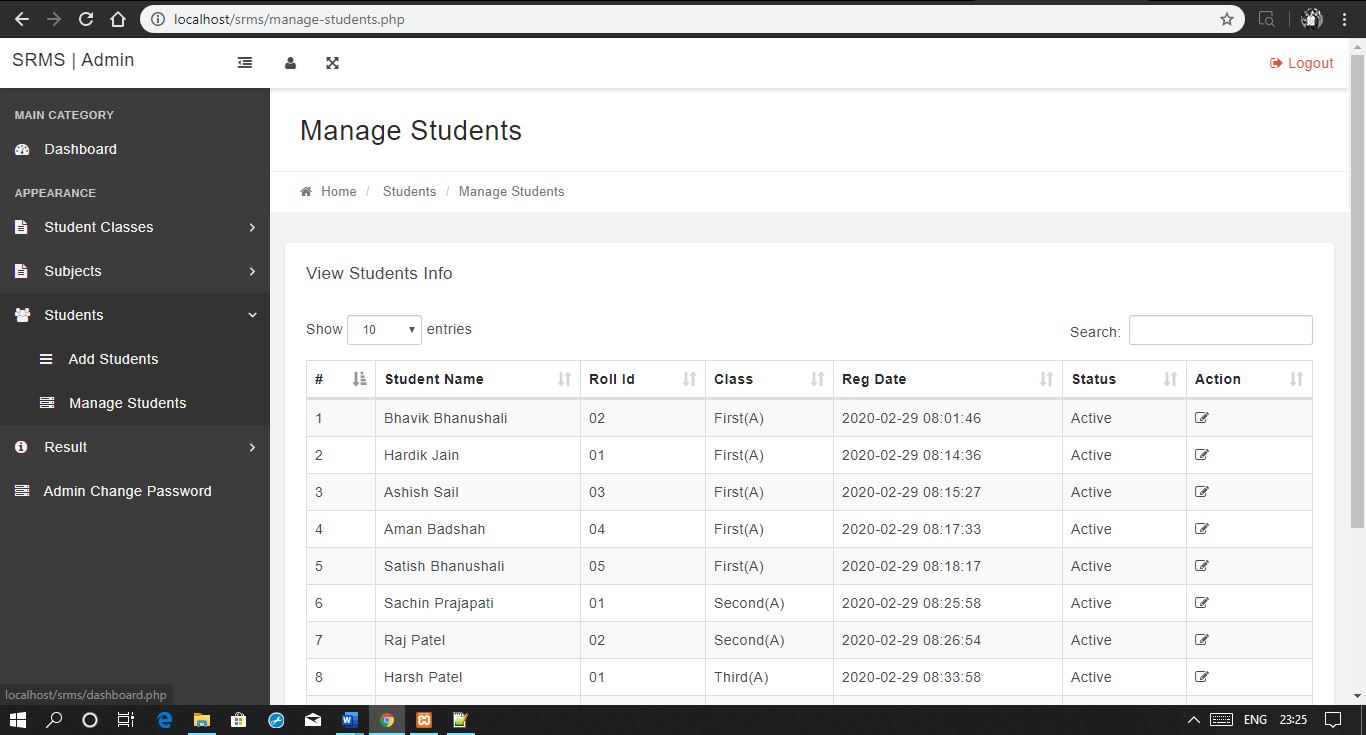 localhost/srms/manage-students.php
SRMS | Admin
Logout
MAIN CATEGORY
Dashboard
APPEARANCE
Student Classes
Subjects
Students
Add Students
Manage Students
Result
Admin Change Password
Manage Students
Home / Students / Manage Students
View Students Info
Show 10 entries Search:
# Student Name Roll Id Class Reg Date Status Action
1 Bhavik Bhanushali 02 First(A) 2020-02-29 08:01:46 Active
2 Hardik Jain 01 First(A) 2020-02-29 08:14:36 Active
3 Ashish Sail 03 First(A) 2020-02-29 08:15:27 Active
4 Aman Badshah 04 First(A) 2020-02-29 08:17:33 Active
5 Satish Bhanushali 05 First(A) 2020-02-29 08:18:17 Active
6 Sachin Prajapati 01 Second(A) 2020-02-29 08:25:58 Active
7 Raj Patel 02 Second(A) 2020-02-29 08:26:54 Active
8 Harsh Patel 01 Third(A) 2020-02-29 08:33:58 Active
localhost/srms/dashboard.php
ENG 23:25